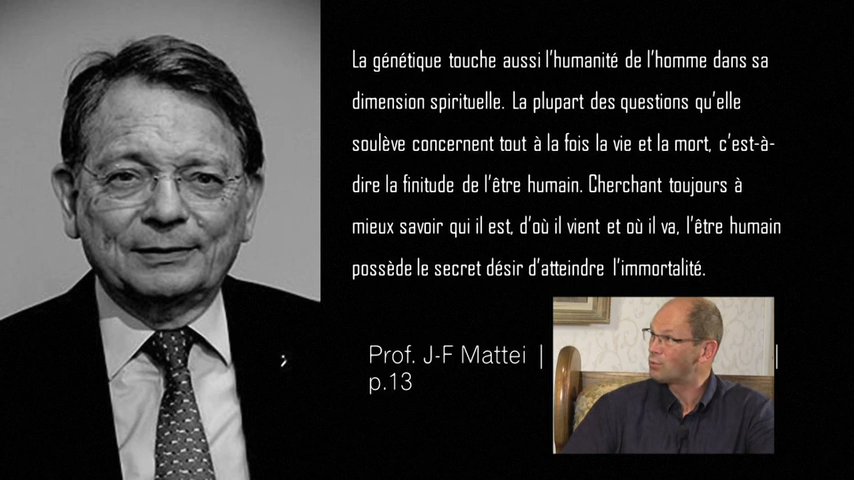 La génétique touche aussi l'humanité de l'homme dans sa
dimension spirituelle. La plupart des questions qu'elle
soulève concernent tout à la fois la vie et la mort, c'est-à-
dire la finitude de l'être humain. Cherchant toujours à
mieux savoir qui il est, d'où il vient et où il va, l'être humain
possède le secret désir d'atteindre l'immortalité.
Prof. J-F Mattei | |
p.13